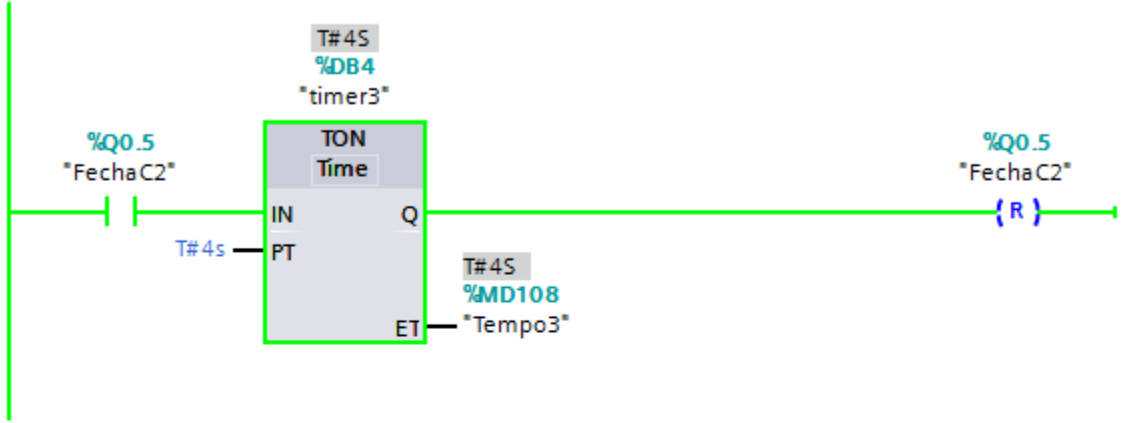 T#4S
%DB4
"timer3"
%Q0.5
"FechaC2"
TON
Time
%Q0.5
"FechaC2"
IN
Q
R
T#4s
PT
T#4S
%MD108
"Tempo3"
ET